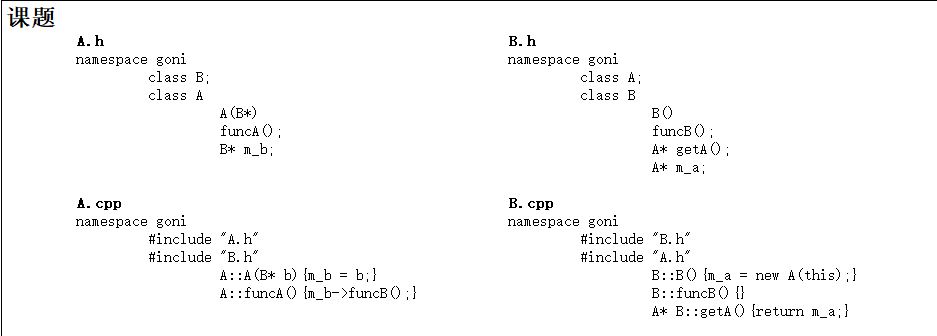 课题
A.h
namespace goni
class B;
class A
A(B*)
funcA();
B* m_b;
B.h
namespace goni
class A;
class B
B()
funcB();
A* getA();
A* m_a;
A.cpp
namespace goni
#include "A.h"
#include "B.h"
A::A(B* b){m_b = b;}
A::funcA(){m_b->funcB();}
B.cpp
namespace goni
#include "B.h"
#include "A.h"
B::B(){m_a = new A(this);}
B::funcB(){}
A* B::getA(){return m_a;}